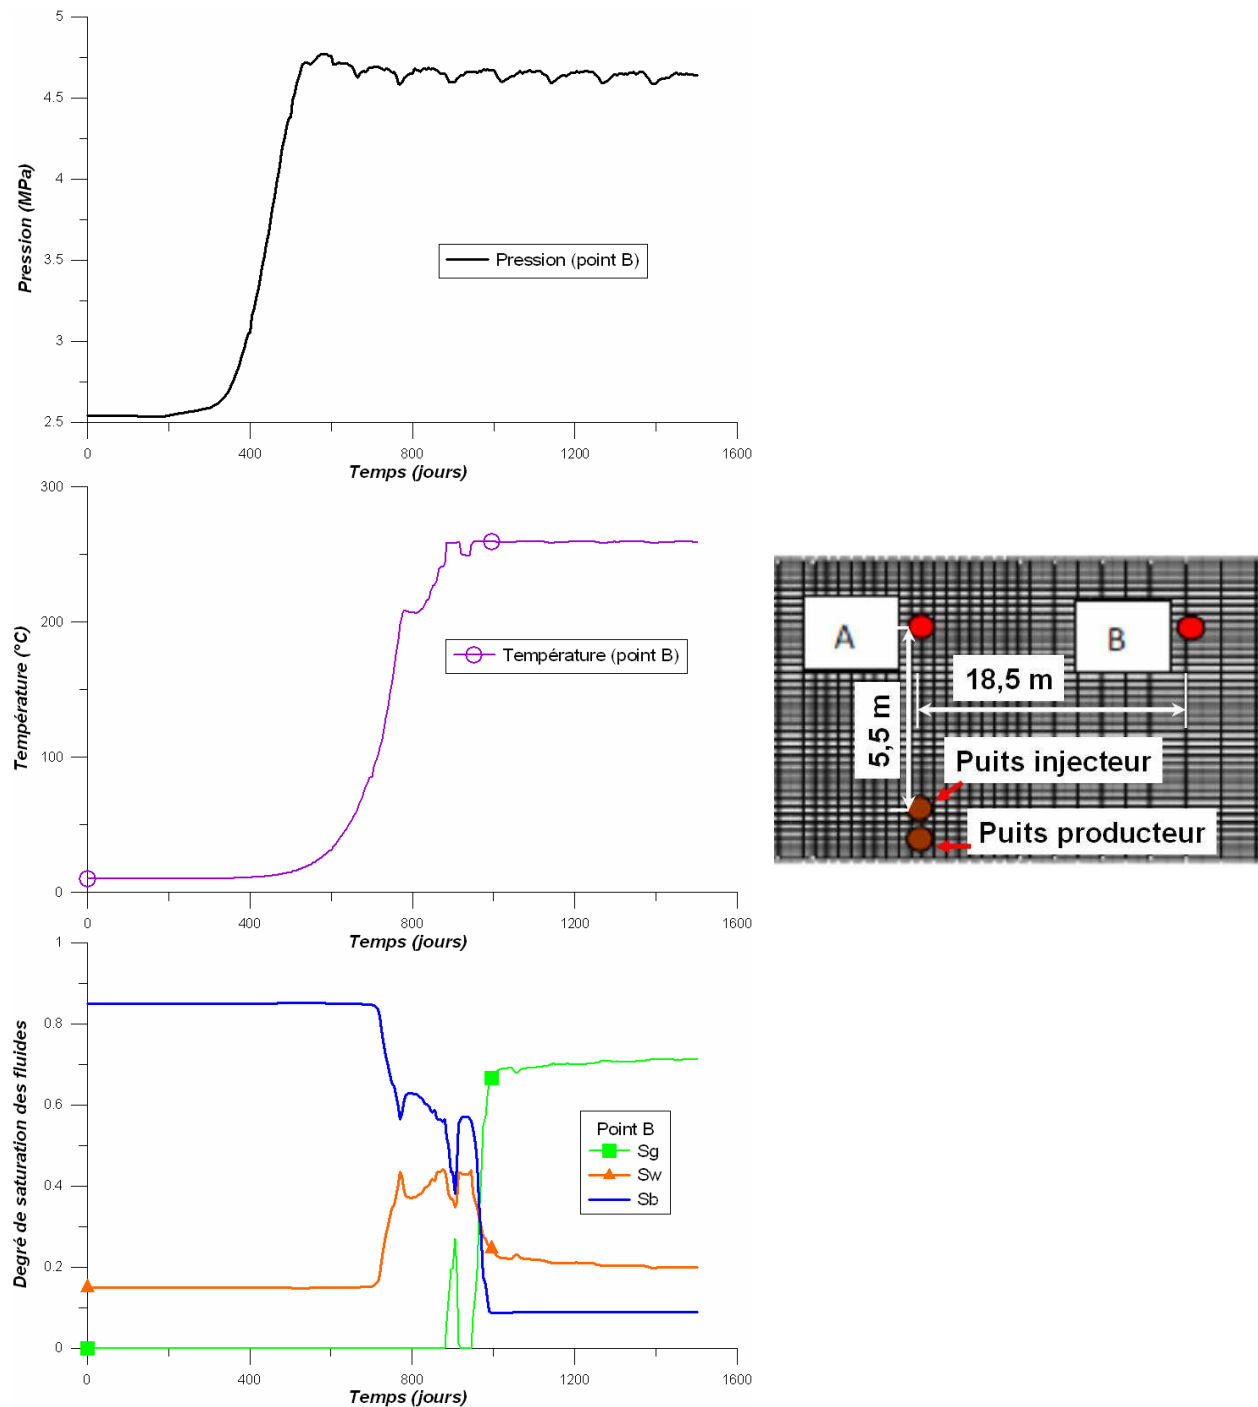 5
4.5
4
3.5
3
2.5
Pression (MPa)
Pression (point B)
0
400
800
1200
1600
Temps (jours)
300
200
100
0
Température (°C)
Température (point B)
0
400
800
1200
1600
Temps (jours)
1
0.8
0.6
0.4
0.2
0
Degré de saturation des fluides
Point B
Sg
Sw
Sb
0
400
800
1200
1600
Temps (jours)
A
B
18,5 m
5,5 m
Puits injecteur
Puits producteur